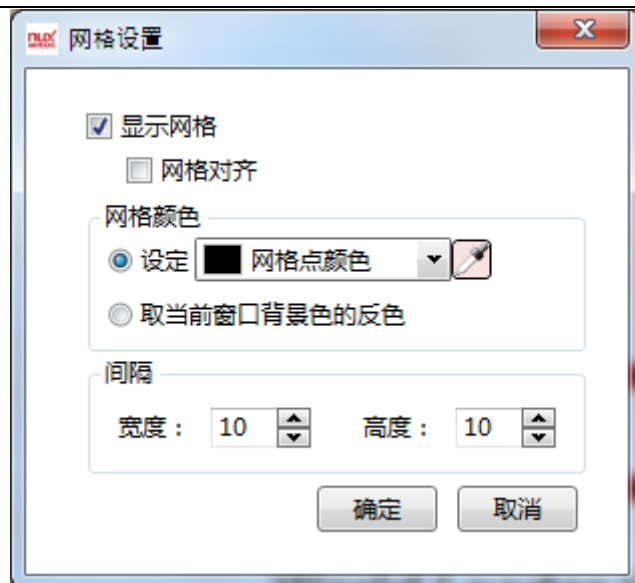 nux 网格设置
显示网格
网格对齐
网格颜色
设定 网格点颜色
取当前窗口背景色的反色
间隔
宽度： 10 高度： 10
确定 取消